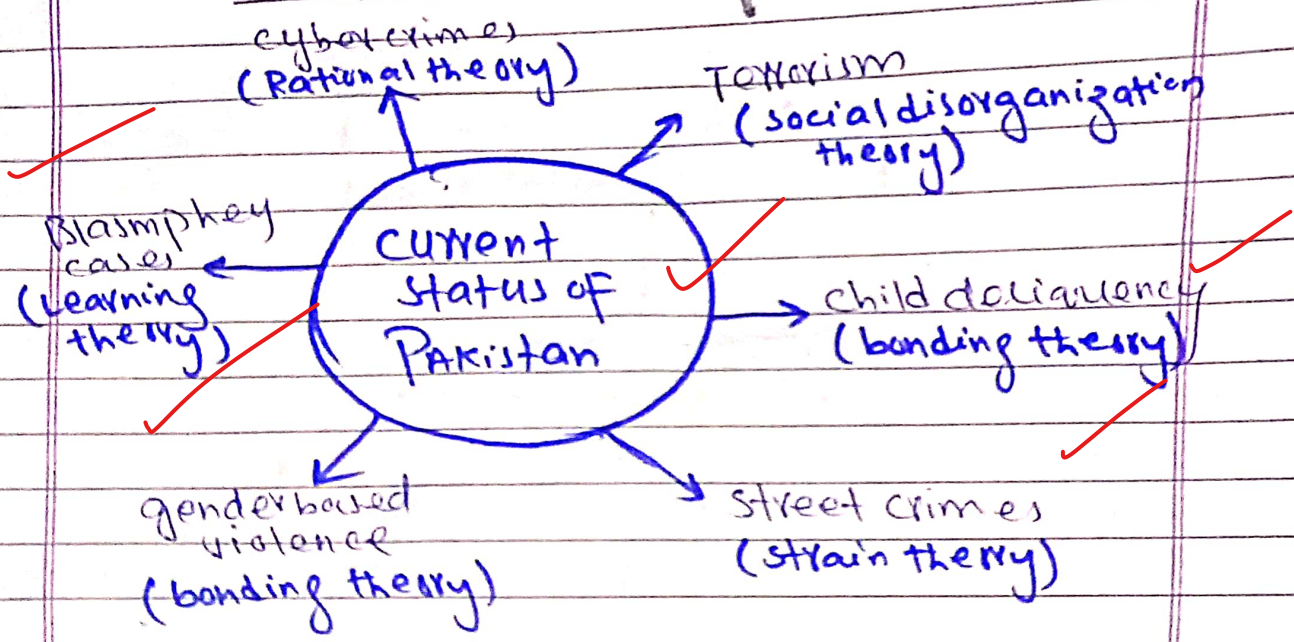 cybercrimes
(Rational theory)
Terrorism
(social disorganization
theory)
Blasmphey
cases
(Learning
theory)
current
status of
PAKistan
child deliquency
(bonding theory)
genderbased
violence
(bonding theory)
street crimes
(strain theory)